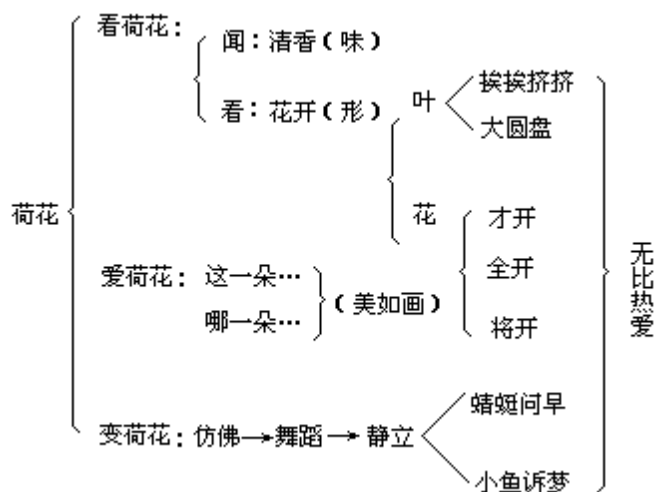 荷花
看荷花：
闻：清香（味）
看：花开（形）
叶
挨挨挤挤
大圆盘
花
才开
全开
将开
爱荷花：
这一朵…
哪一朵…
（美如画）
变荷花：仿佛→舞蹈→静立
蜻蜓问早
小鱼诉梦
无比热爱